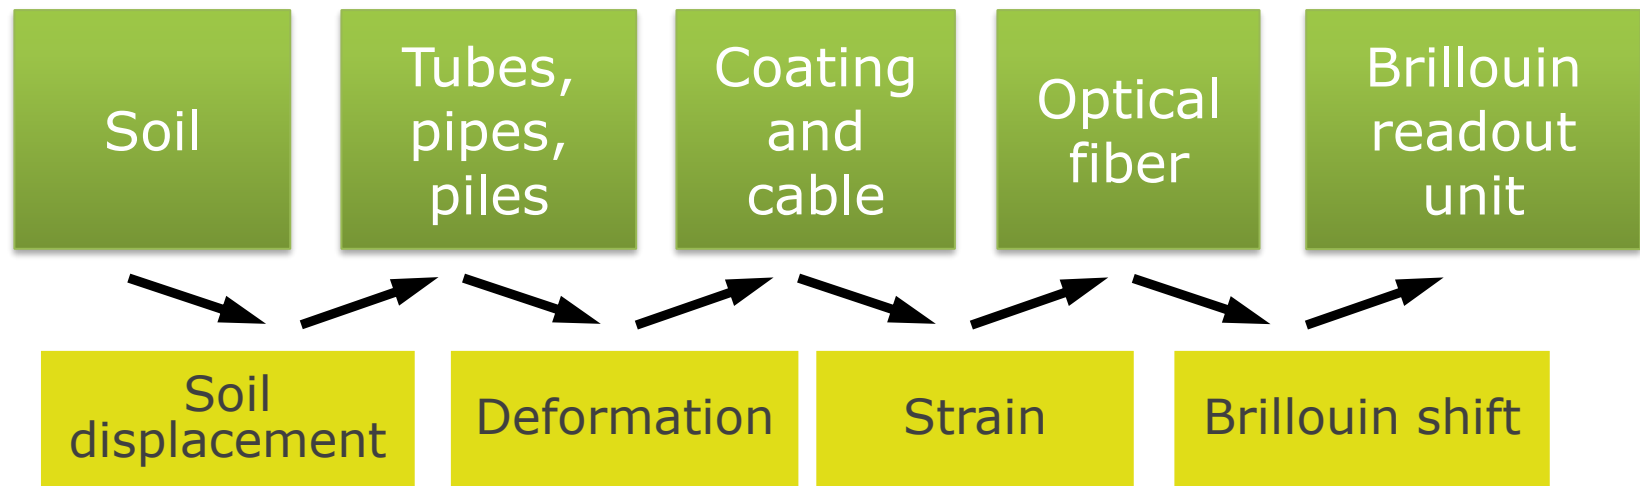 Soil
Tubes,
pipes,
piles
Coating
and
cable
Optical
fiber
Brillouin
readout
unit
Soil
displacement
Deformation
Strain
Brillouin shift